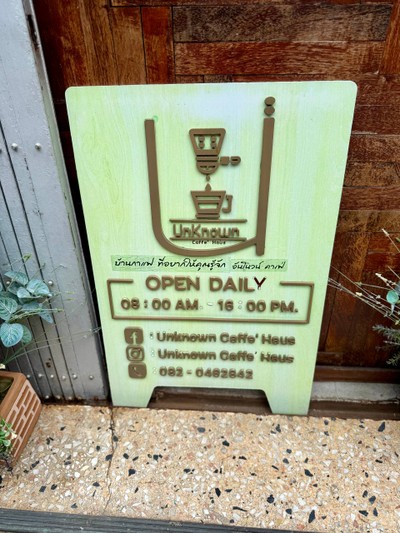 UnKnown
Caffe' Haus
บ้านกาแฟ ที่อยากให้คุณรู้จัก อันโนวน์ คาเฟ่
OPEN DAILY
08:00 AM - 16:00 PM.
: Unknown Caffe' Haus
: Unknown Caffe' Haus
: 082 - 0462642